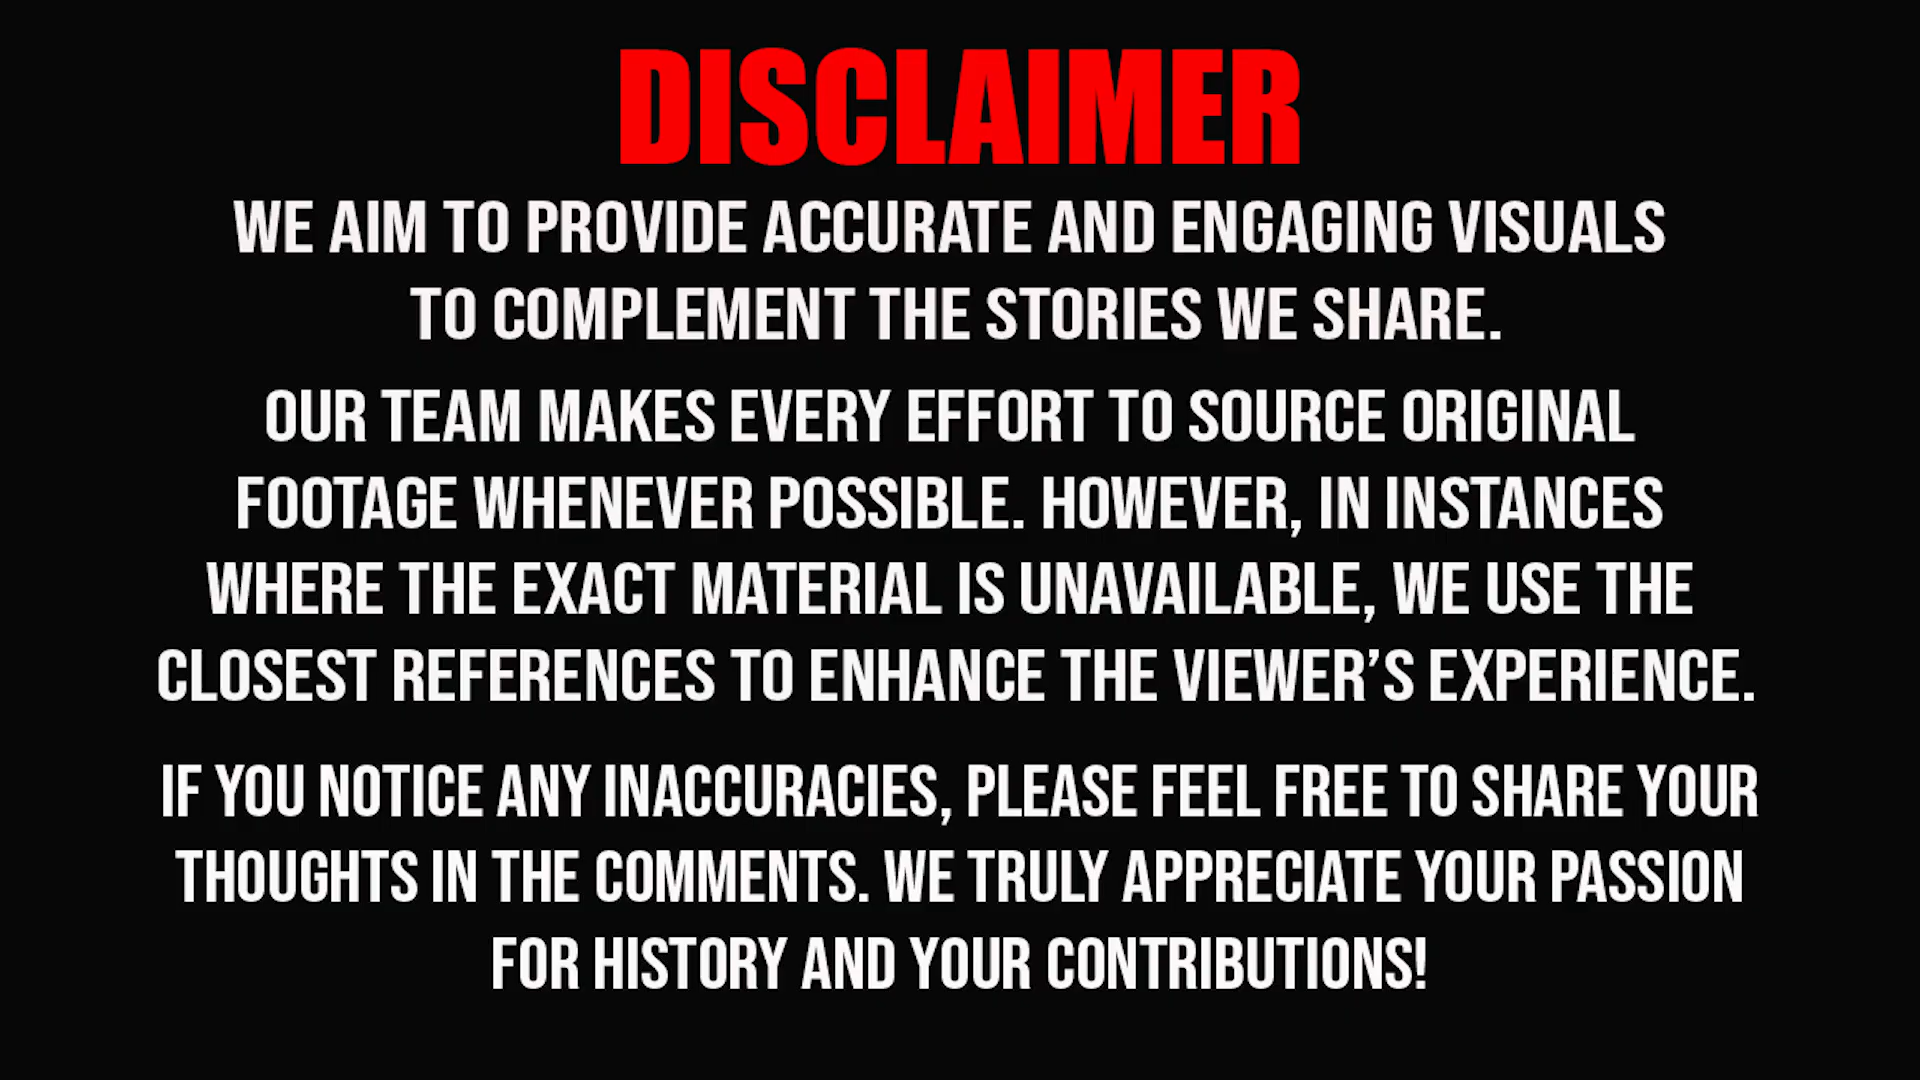 DISCLAIMER
WE AIM TO PROVIDE ACCURATE AND ENGAGING VISUALS
TO COMPLEMENT THE STORIES WE SHARE.
OUR TEAM MAKES EVERY EFFORT TO SOURCE ORIGINAL
FOOTAGE WHENEVER POSSIBLE. HOWEVER, IN INSTANCES
WHERE THE EXACT MATERIAL IS UNAVAILABLE, WE USE THE
CLOSEST REFERENCES TO ENHANCE THE VIEWER’S EXPERIENCE.
IF YOU NOTICE ANY INACCURACIES, PLEASE FEEL FREE TO SHARE YOUR
THOUGHTS IN THE COMMENTS. WE TRULY APPRECIATE YOUR PASSION
FOR HISTORY AND YOUR CONTRIBUTIONS!